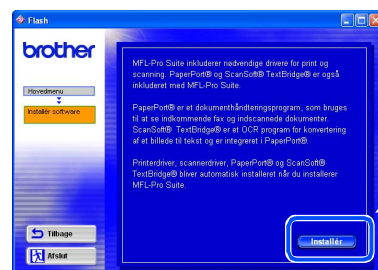 Flash
brother
Hovedmenu
Installér software
MFL-Pro Suite inkluderer nødvendige drivere for print og
scanning. PaperPort® og ScanSoft® TextBridge® er også
inkluderet med MFL-Pro Suite.
PaperPort® er et dokumenthåndteringsprogram, som bruges
til at se indkommende fax og indscannede dokumenter.
ScanSoft® TextBridge® er et OCR program for konvertering
af et billede til tekst og er integreret i PaperPort®.
Printerdriver, scannerdriver, PaperPort® og ScanSoft®
TextBridge® bliver automatisk installeret når du installerer
MFL-Pro Suite.
Tilbage
Afslut
Installér